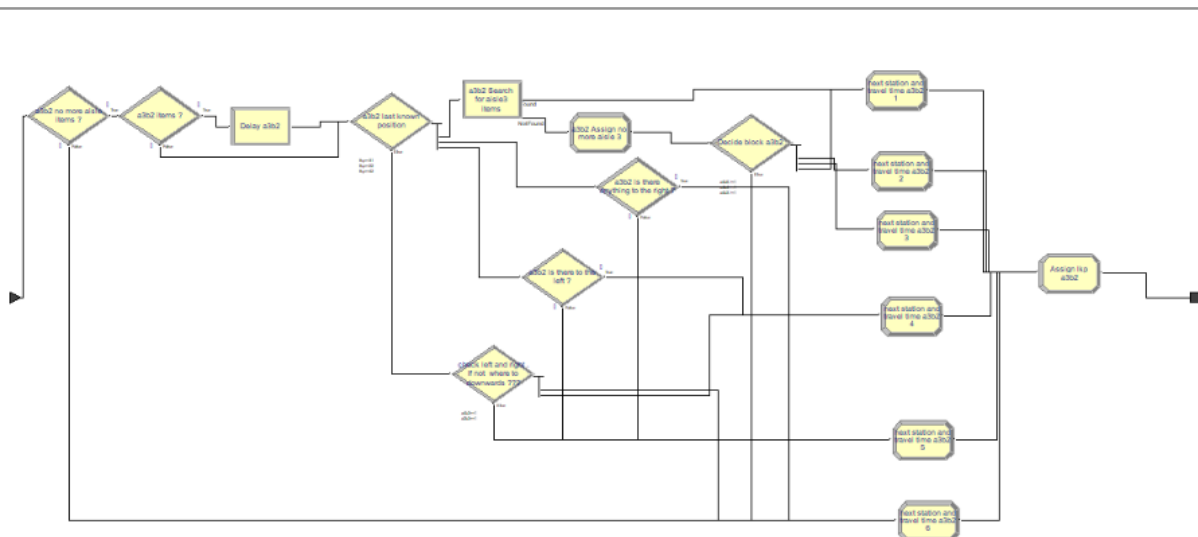 a3b2 no more aisle
items ?
True
False
a3b2 items ?
True
False
Delay a3b2
a3b2 last known
position
Else
a3b2 Search
for aisle3
items
Found
NotFound
a3b2 Assign no
more aisle 3
Decide block a3b2
Else
a3b2 is there
anything to the right ?
True
False
a3b2 is there to the
left ?
True
False
check left and right
if not where to
downwards ???
Else
next station and
travel time a3b2
1
next station and
travel time a3b2
2
next station and
travel time a3b2
3
next station and
travel time a3b2
4
next station and
travel time a3b2
5
next station and
travel time a3b2
6
Assign lkp
a3b2